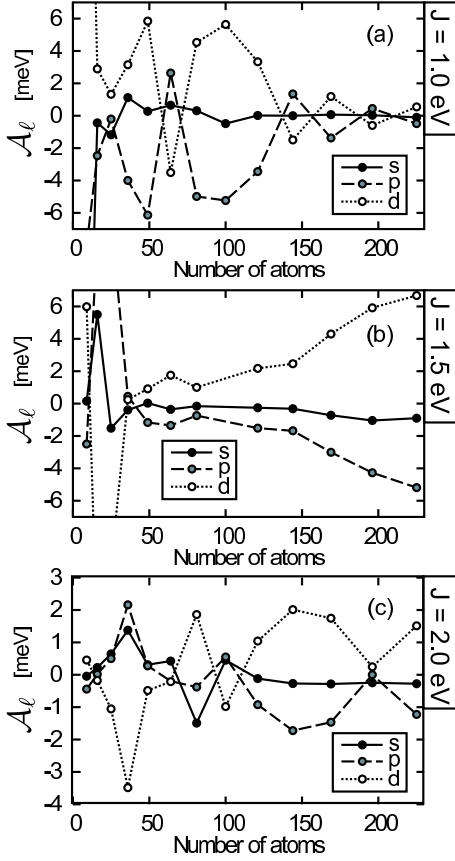 6
4
2
0
-2
-4
-6
𝒜ℓ [meV]
(a)
J = 1.0 eV
s
p
d
0 50 100 150 200
Number of atoms
6
4
2
0
-2
-4
-6
𝒜ℓ [meV]
(b)
J = 1.5 eV
s
p
d
0 50 100 150 200
Number of atoms
3
2
1
0
-1
-2
-3
-4
𝒜ℓ [meV]
(c)
J = 2.0 eV
s
p
d
0 50 100 150 200
Number of atoms